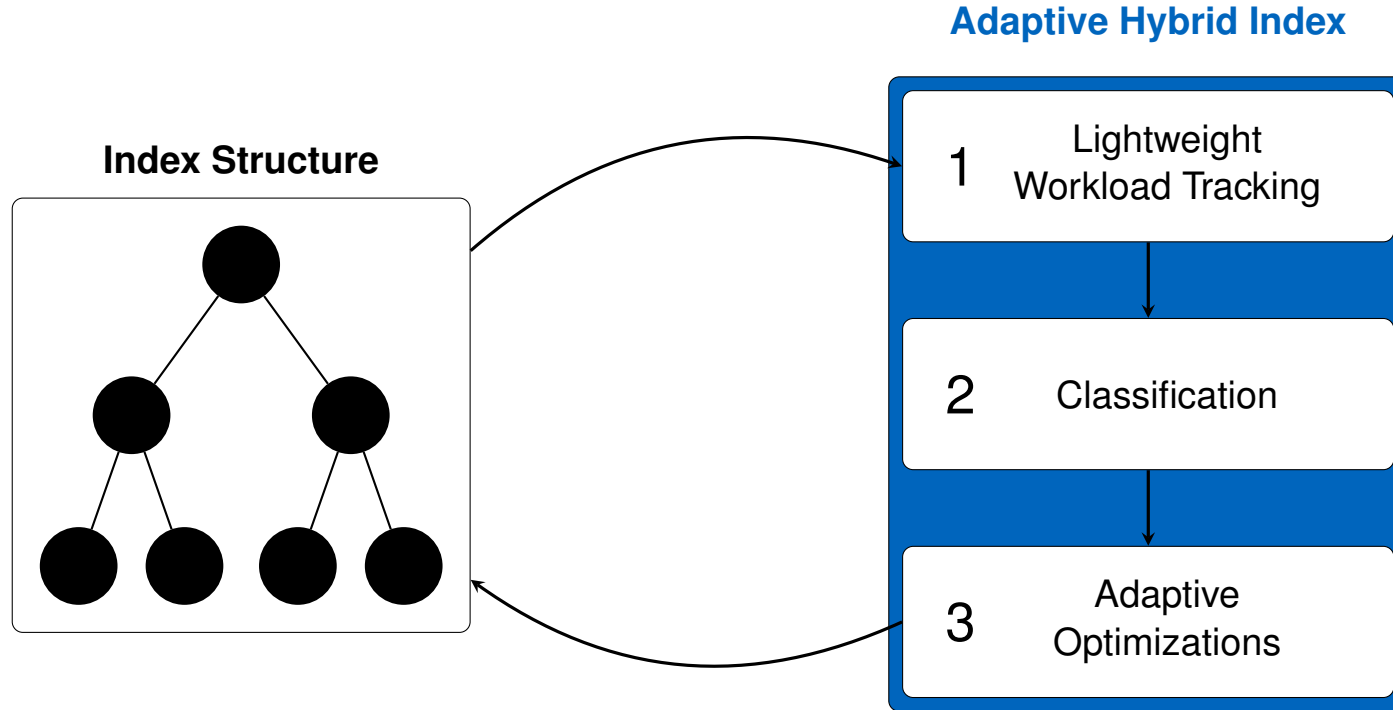 Adaptive Hybrid Index
Index Structure
1
Lightweight
Workload Tracking
2
Classification
3
Adaptive
Optimizations